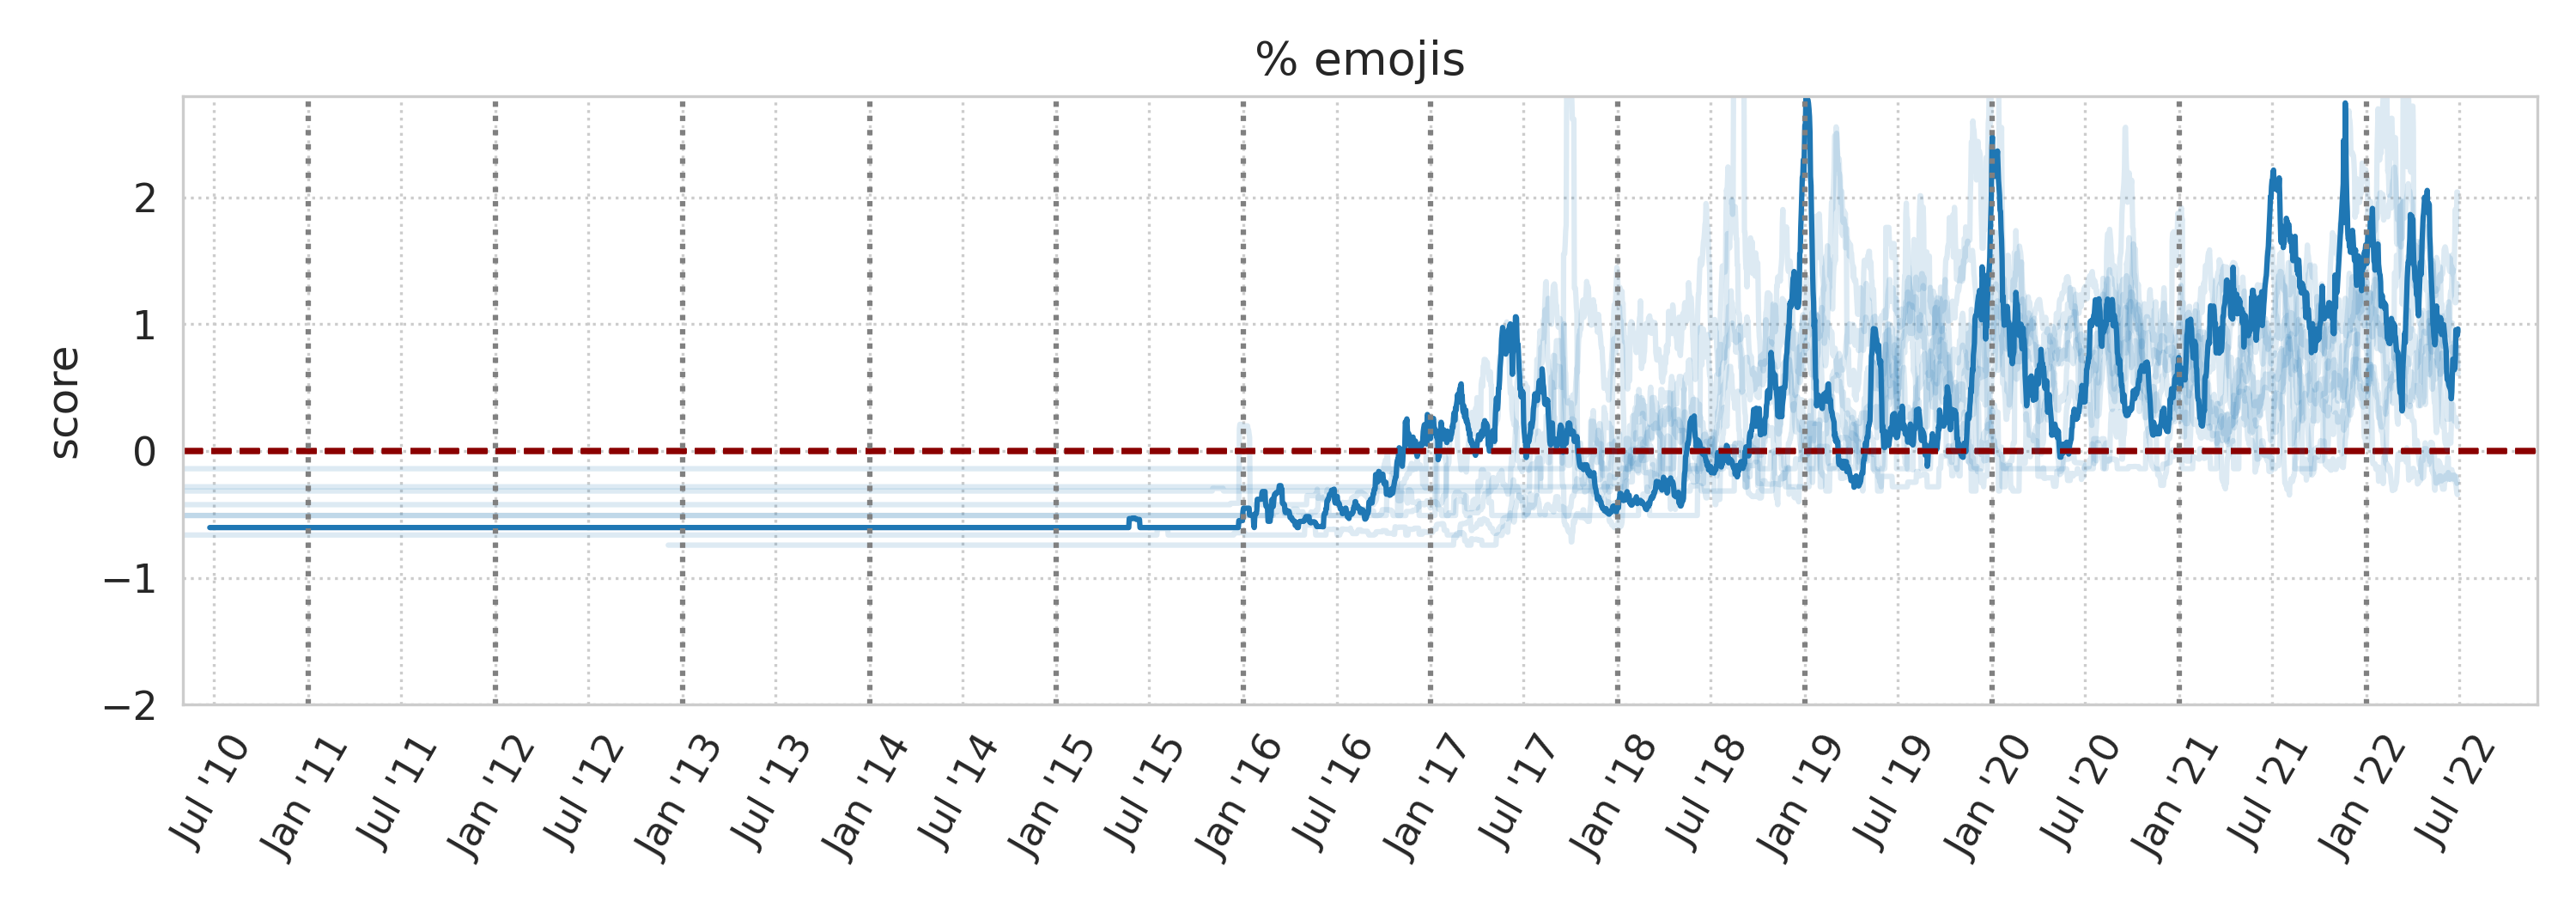 % emojis
score
2
1
0
−1
−2
Jul '10
Jan '11
Jul '11
Jan '12
Jul '12
Jan '13
Jul '13
Jan '14
Jul '14
Jan '15
Jul '15
Jan '16
Jul '16
Jan '17
Jul '17
Jan '18
Jul '18
Jan '19
Jul '19
Jan '20
Jul '20
Jan '21
Jul '21
Jan '22
Jul '22